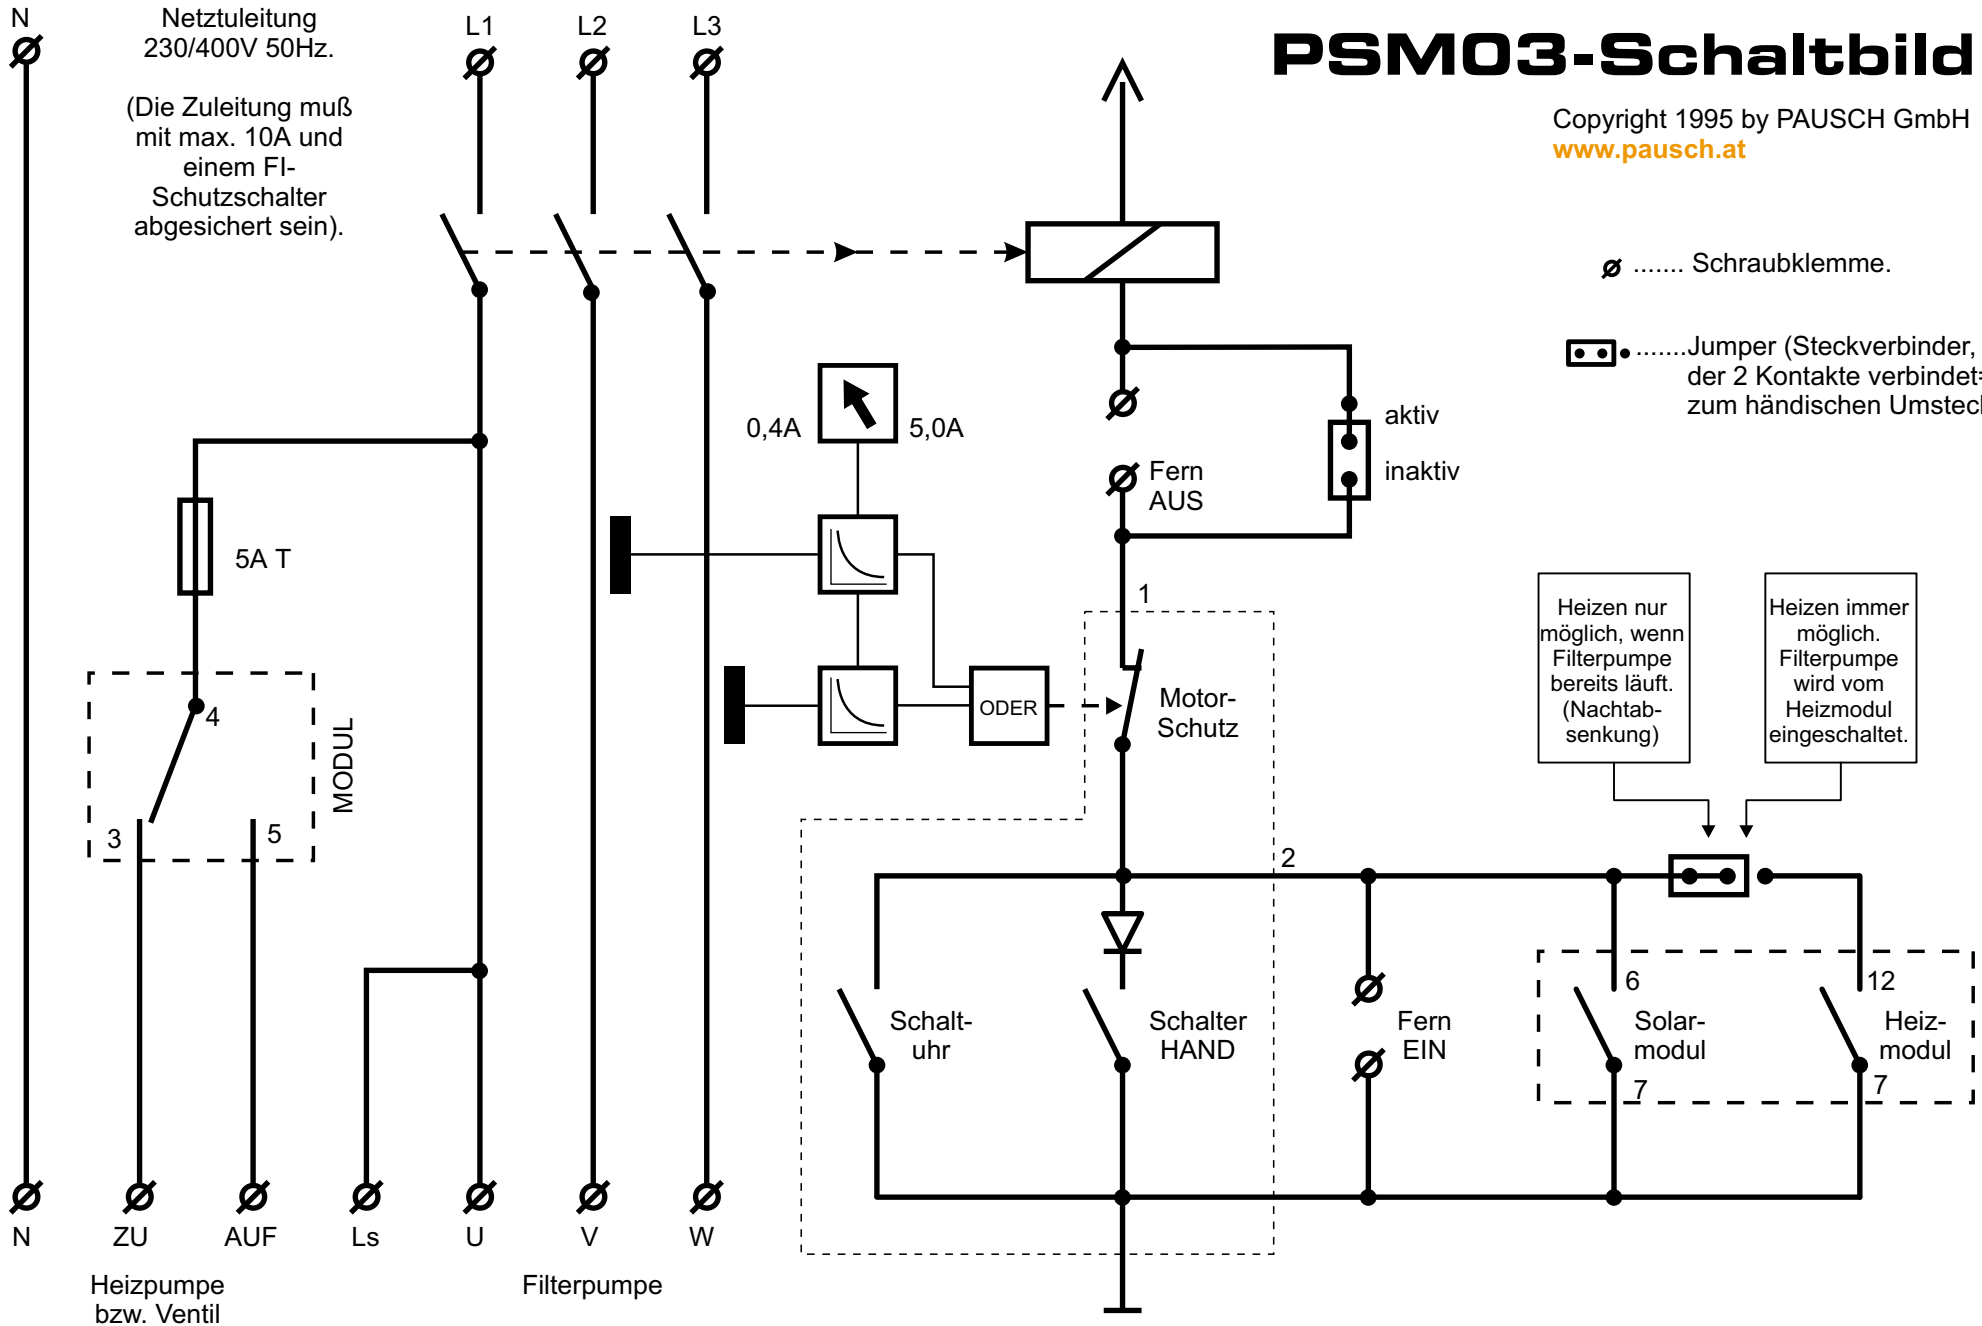 PSM03-Schaltbild
Copyright 1995 by PAUSCH GmbH
www.pausch.at
N
Netztuleitung
230/400V 50Hz.
(Die Zuleitung muß
mit max. 10A und
einem FI-
Schutzschalter
abgesichert sein).
L1
L2
L3
....... Schraubklemme.
.......Jumper (Steckverbinder,
der 2 Kontakte verbindet=
zum händischen Umsteck
0,4A
5,0A
aktiv
inaktiv
Fern
AUS
5A T
1
Motor-
Schutz
ODER
Heizen nur
möglich, wenn
Filterpumpe
bereits läuft.
(Nachtab-
senkung)
Heizen immer
möglich.
Filterpumpe
wird vom
Heizmodul
eingeschaltet.
4
MODUL
3
5
2
Schalt-
uhr
Schalter
HAND
Fern
EIN
6
Solar-
modul
7
12
Heiz-
modul
7
N
ZU
AUF
Ls
U
V
W
Heizpumpe
bzw. Ventil
Filterpumpe